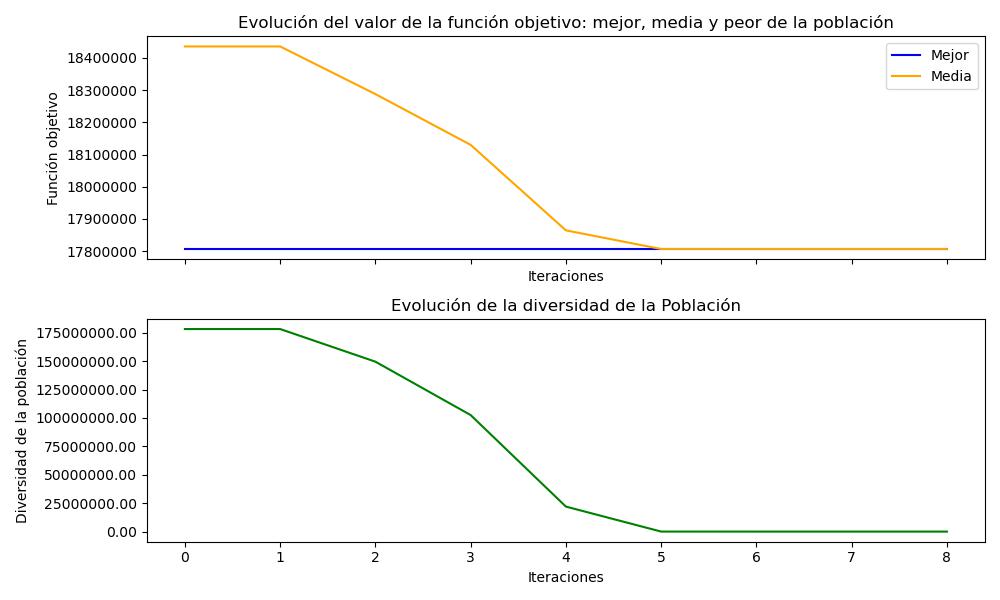 Evolución del valor de la función objetivo: mejor, media y peor de la población
Función objetivo
18400000
18300000
18200000
18100000
18000000
17900000
17800000
Mejor
Media
Iteraciones
Evolución de la diversidad de la Población
Diversidad de la población
175000000.00
150000000.00
125000000.00
100000000.00
75000000.00
50000000.00
25000000.00
0.00
0 1 2 3 4 5 6 7 8
Iteraciones